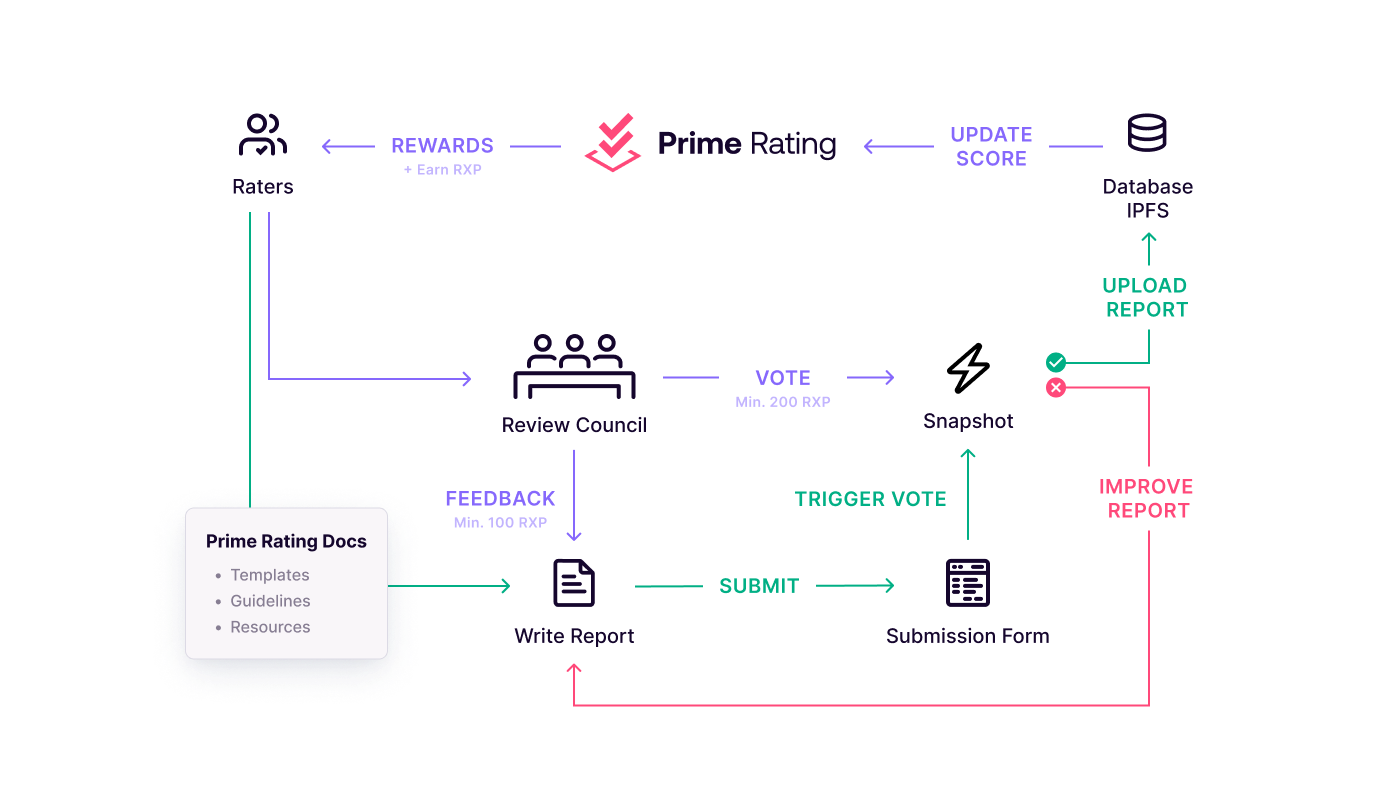 REWARDS
+ Earn RXP
Prime Rating
UPDATE
SCORE
Raters
Database
IPFS
UPLOAD
REPORT
VOTE
Min. 200 RXP
Review Council
Snapshot
FEEDBACK
Min. 100 RXP
TRIGGER VOTE
IMPROVE
REPORT
Prime Rating Docs
• Templates
• Guidelines
• Resources
SUBMIT
Write Report
Submission Form